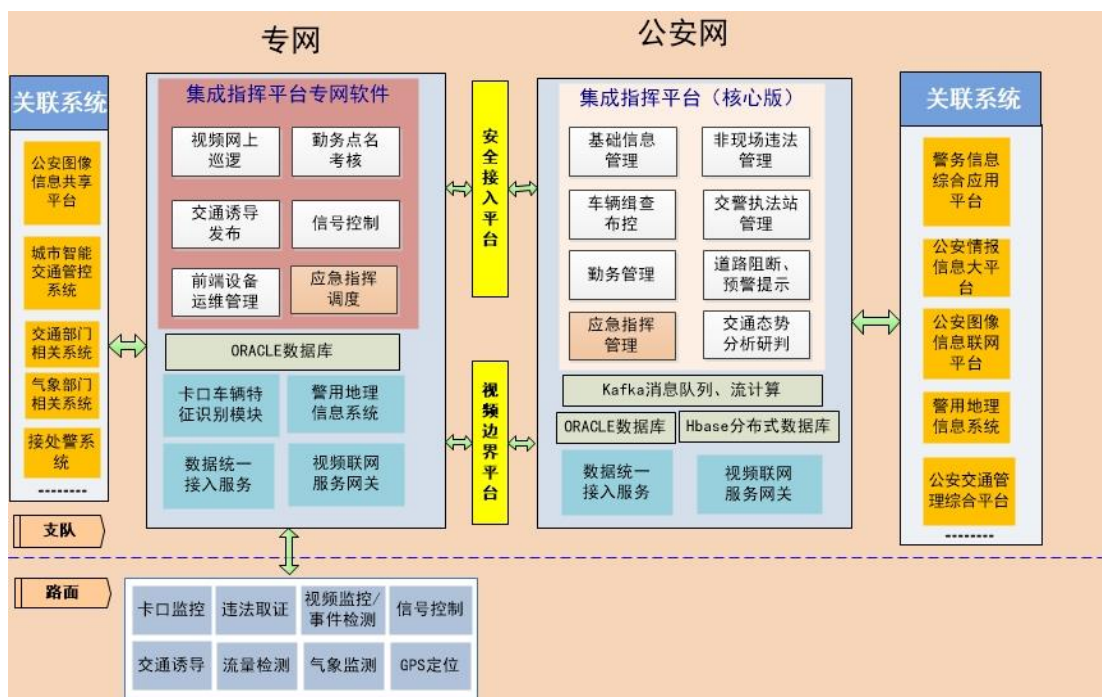 专网
公安网
关联系统
公安图像
信息共享
平台
城市智能
交通管控
系统
交通部门
相关系统
气象部门
相关系统
接处警系
统
--------
集成指挥平台专网软件
视频网上
巡逻
勤务点名
考核
交通诱导
发布
信号控制
前端设备
运维管理
应急指挥
调度
ORACLE数据库
卡口车辆特
征识别模块
警用地理
信息系统
数据统一
接入服务
视频联网
服务网关
安全接入平台
视频边界平台
集成指挥平台（核心版）
基础信息
管理
非现场违法
管理
车辆缉查
布控
交警执法站
管理
勤务管理
道路阻断、
预警提示
应急指挥
管理
交通态势
分析研判
Kafka消息队列、流计算
ORACLE数据库
Hbase分布式数据库
数据统一
接入服务
视频联网
服务网关
关联系统
警务信息
综合应用
平台
公安情报
信息大平
台
公安图像
信息联网
平台
警用地理
信息系统
公安交通管
理综合平台
--------
支队
路面
卡口监控
违法取证
视频监控/
事件检测
信号控制
交通诱导
流量检测
气象监测
GPS定位